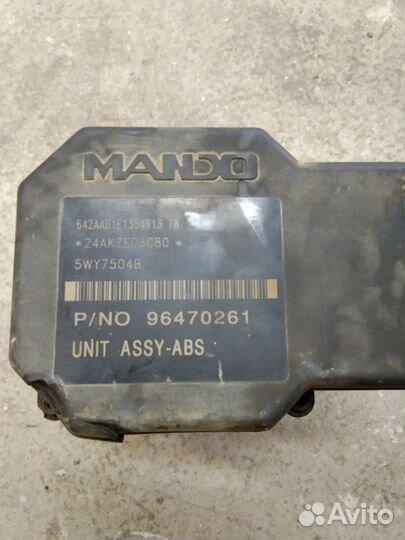 MANDO
642AA01E1354913 78
*24AK7E03C80*
5WY7504B
P/NO 96470261
UNIT ASSY-ABS
Avito